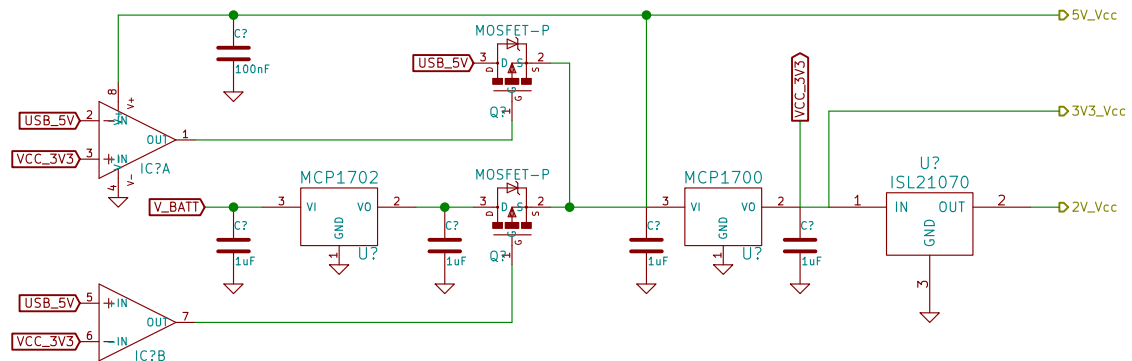 5V_Vcc
C?
100nF
MOSFET-P
USB_5V
3
2
D
D
S
S
G
G
Q?
1
VCC_3V3
3V3_Vcc
8
V+
USB_5V
2
IN
OUT
1
VCC_3V3
3
IN
IC?A
4
V-
V_BATT
3
MCP1702
VI
VO
GND
2
1
U?
C?
1uF
C?
1uF
MOSFET-P
3
2
D
D
S
S
G
G
Q?
1
C?
1uF
3
MCP1700
VI
VO
GND
2
1
U?
C?
1uF
U?
ISL21070
1
IN
OUT
2
GND
3
2V_Vcc
USB_5V
5
IN
OUT
7
VCC_3V3
6
IN
IC?B